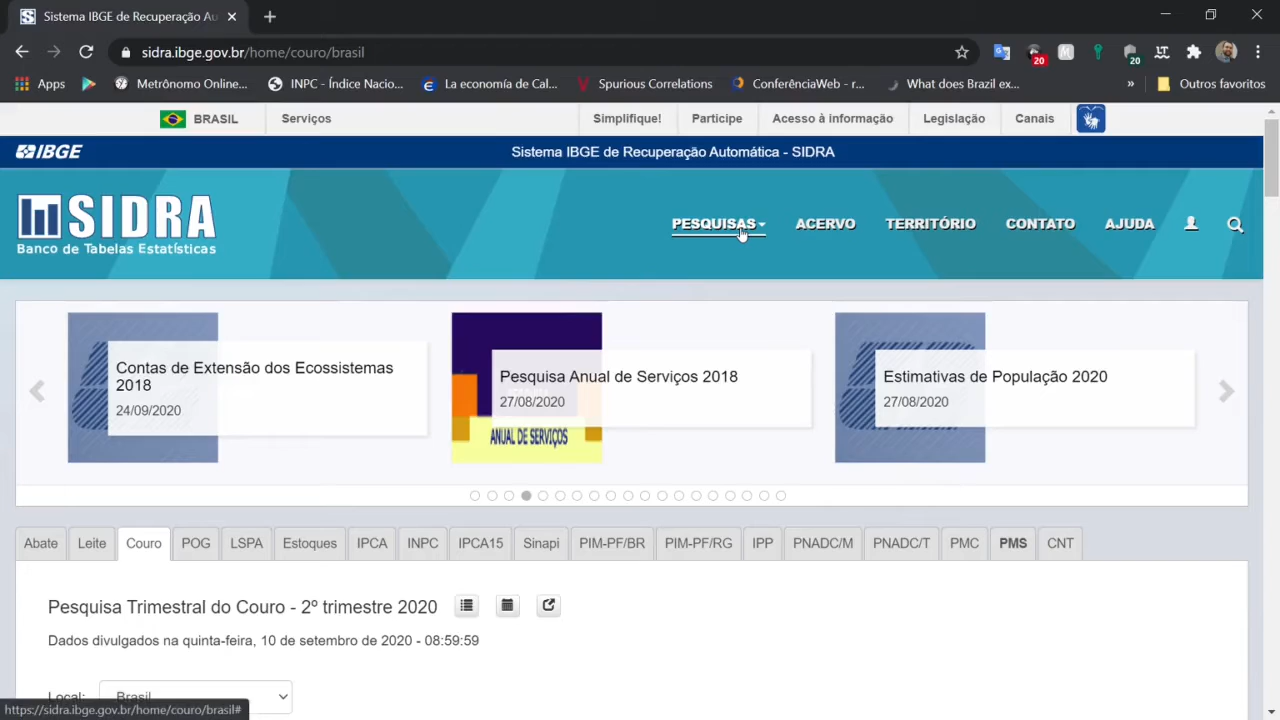 Sistema IBGE de Recuperação Au
sidra.ibge.gov.br/home/couro/brasil
20
20
Apps
Metrônomo Online...
INPC - Índice Nacio...
La economía de Cal...
Spurious Correlations
ConferênciaWeb - r...
What does Brazil ex...
»
Outros favoritos
BRASIL
Serviços
Simplifique!
Participe
Acesso à informação
Legislação
Canais
IBGE
Sistema IBGE de Recuperação Automática - SIDRA
SIDRA
Banco de Tabelas Estatísticas
PESQUISAS
ACERVO
TERRITÓRIO
CONTATO
AJUDA
Contas de Extensão dos Ecossistemas
2018
24/09/2020
Pesquisa Anual de Serviços 2018
27/08/2020
ANUAL DE SERVIÇOS
Estimativas de População 2020
27/08/2020
Abate
Leite
Couro
POG
LSPA
Estoques
IPCA
INPC
IPCA15
Sinapi
PIM-PF/BR
PIM-PF/RG
IPP
PNADC/M
PNADC/T
PMC
PMS
CNT
Pesquisa Trimestral do Couro - 2º trimestre 2020
Dados divulgados na quinta-feira, 10 de setembro de 2020 - 08:59:59
Local:
Brasil
https://sidra.ibge.gov.br/home/couro/brasil#